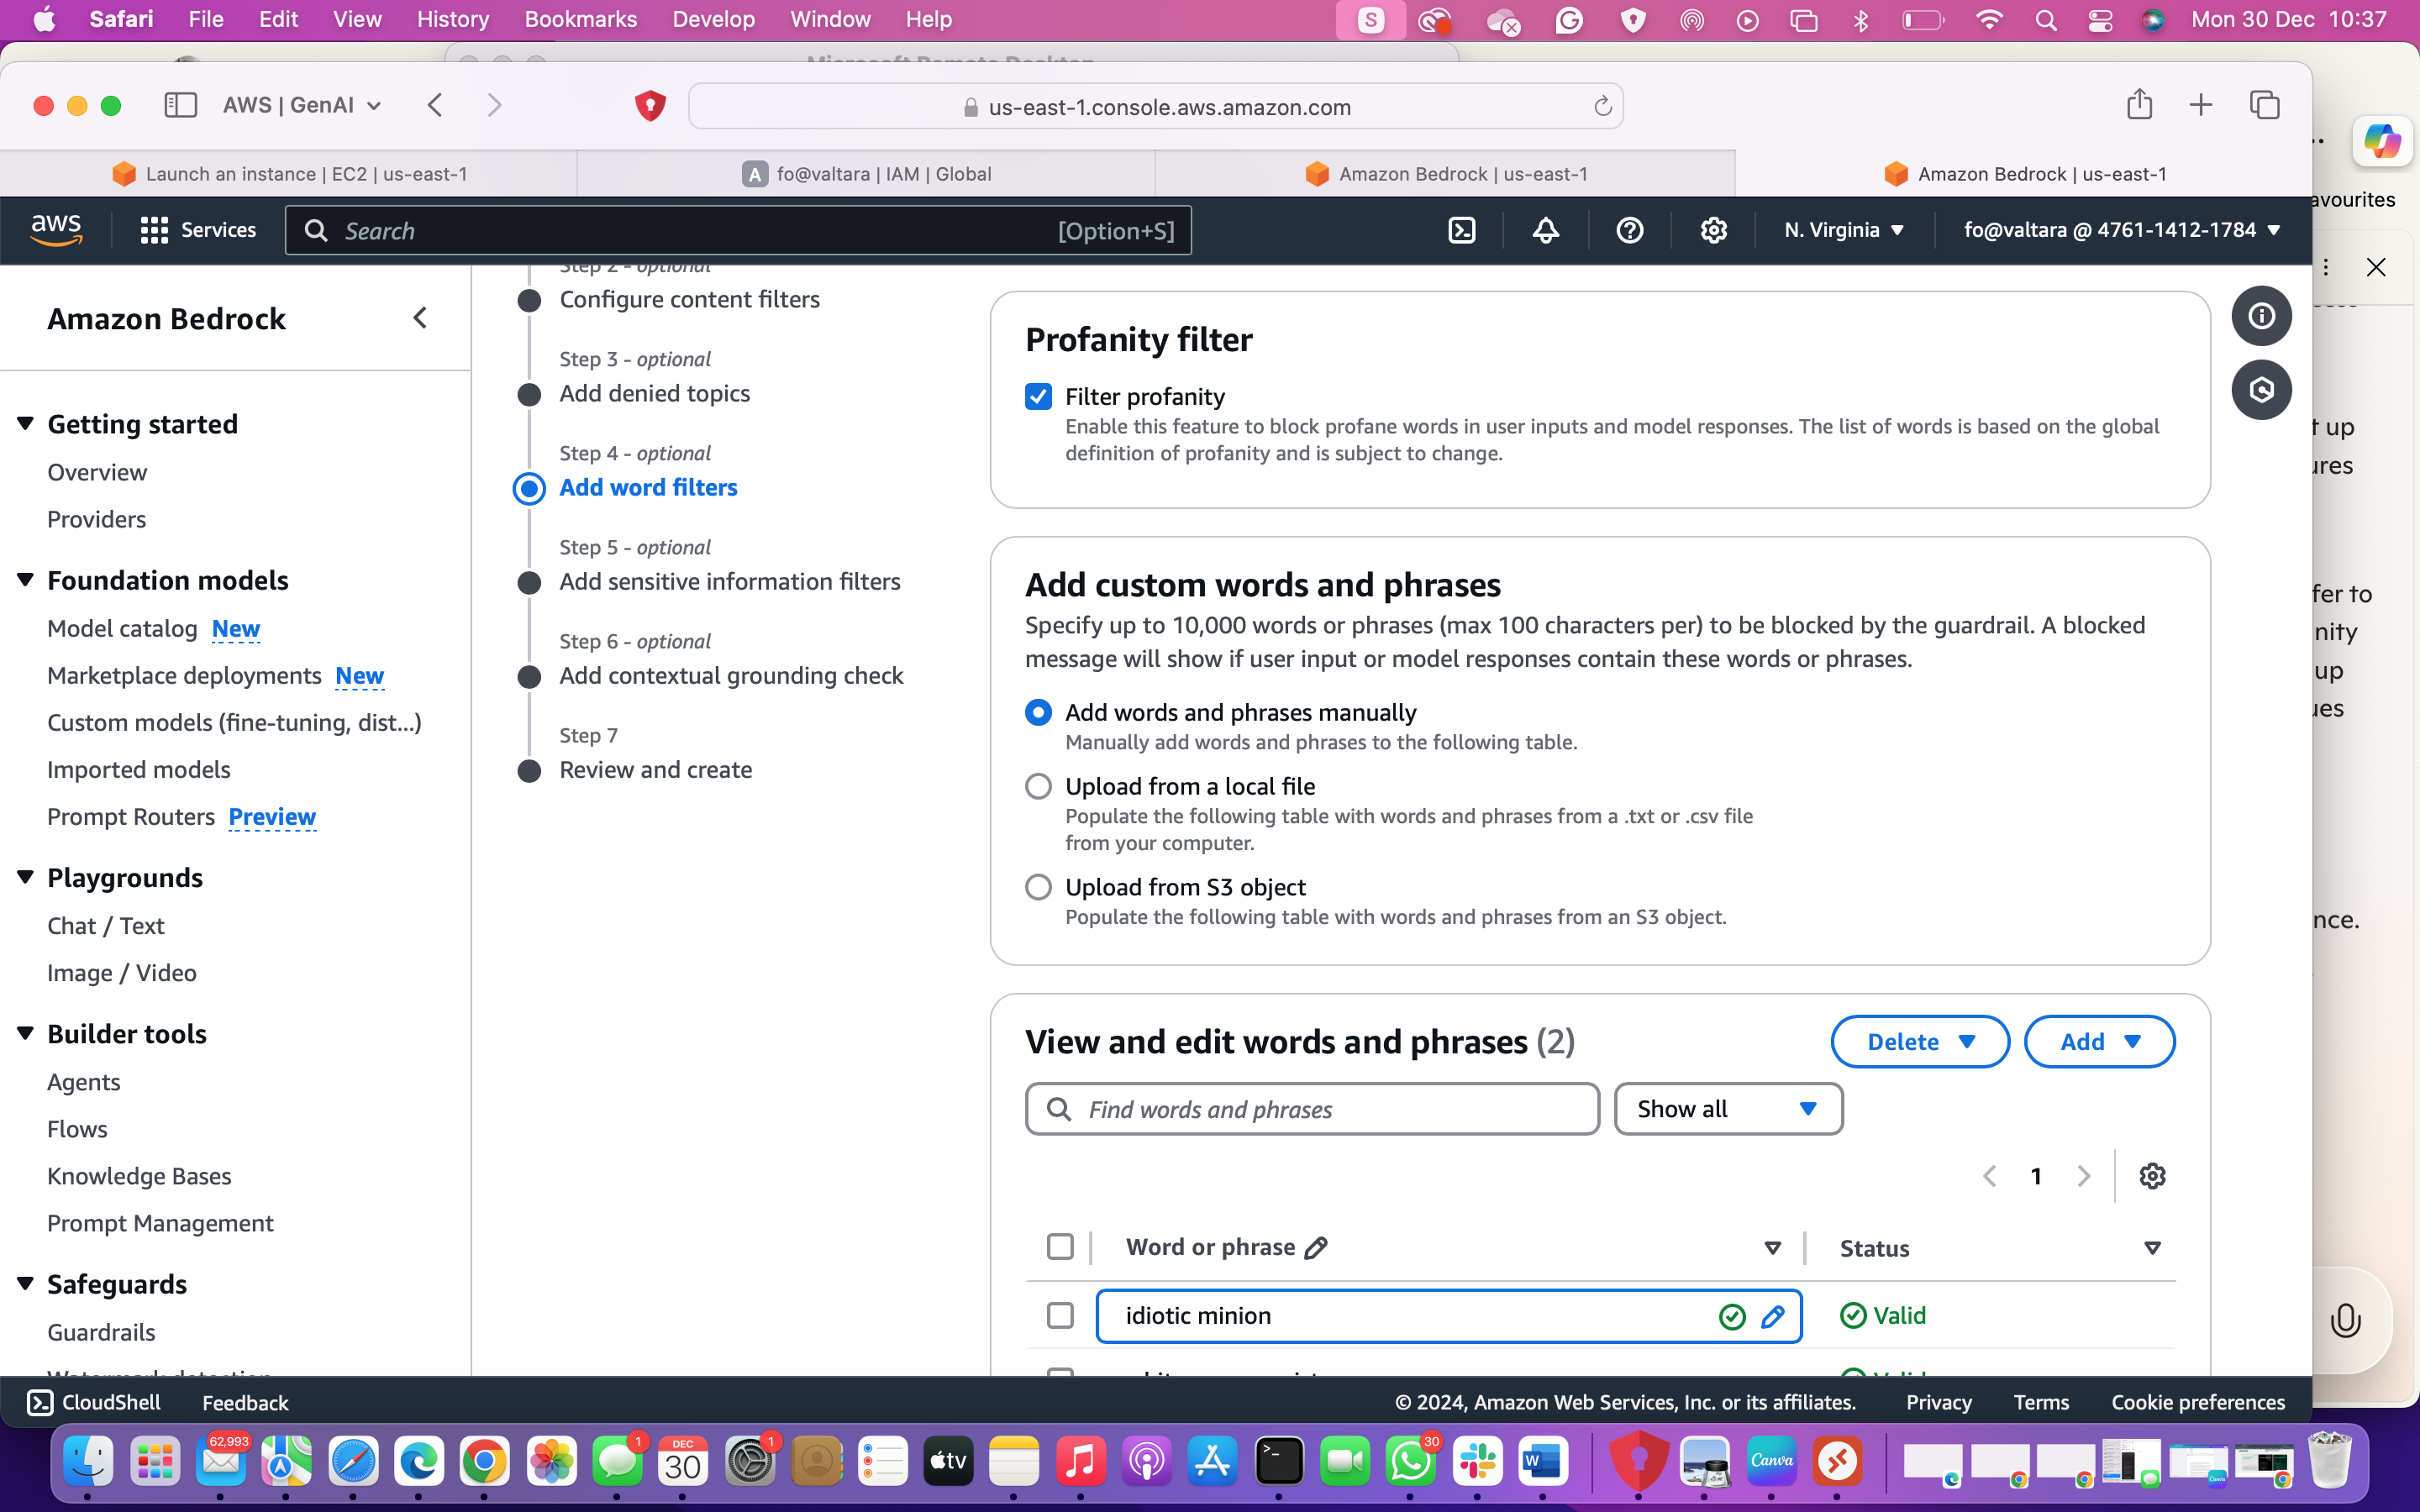 Safari File Edit View History Bookmarks Develop Window Help Mon 30 Dec 10:37
AWS | GenAI
us-east-1.console.aws.amazon.com
Launch an instance | EC2 | us-east-1
A fo@valtara | IAM | Global
Amazon Bedrock | us-east-1
Amazon Bedrock | us-east-1
avourites
aws Services Search [Option+S] N. Virginia fo@valtara @ 4761-1412-1784
Amazon Bedrock
Getting started
Overview
Providers
Foundation models
Model catalog New
Marketplace deployments New
Custom models (fine-tuning, dist...)
Imported models
Prompt Routers Preview
Playgrounds
Chat / Text
Image / Video
Builder tools
Agents
Flows
Knowledge Bases
Prompt Management
Safeguards
Guardrails
Step 2 - optional
Configure content filters
Step 3 - optional
Add denied topics
Step 4 - optional
Add word filters
Step 5 - optional
Add sensitive information filters
Step 6 - optional
Add contextual grounding check
Step 7
Review and create
Profanity filter
Filter profanity
Enable this feature to block profane words in user inputs and model responses. The list of words is based on the global
definition of profanity and is subject to change.
Add custom words and phrases
Specify up to 10,000 words or phrases (max 100 characters per) to be blocked by the guardrail. A blocked
message will show if user input or model responses contain these words or phrases.
Add words and phrases manually
Manually add words and phrases to the following table.
Upload from a local file
Populate the following table with words and phrases from a .txt or .csv file
from your computer.
Upload from S3 object
Populate the following table with words and phrases from an S3 object.
View and edit words and phrases (2)
Delete Add
Find words and phrases Show all
1
Word or phrase Status
idiotic minion Valid
up
fer to
nity
up
ues
nce.
CloudShell Feedback © 2024, Amazon Web Services, Inc. or its affiliates. Privacy Terms Cookie preferences
62,993 1 DEC 30 1 tv 30 W Canva